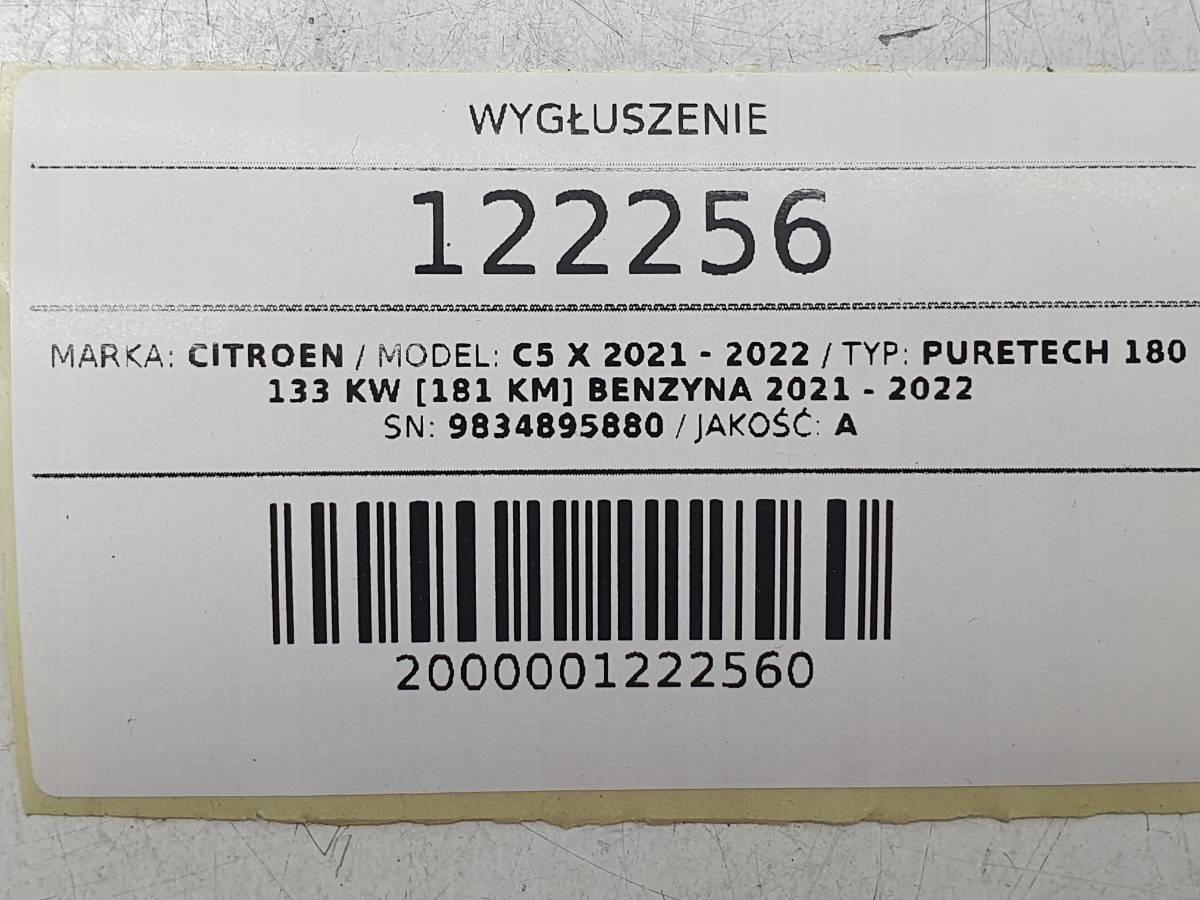 WYGŁUSZENIE
122256
MARKA: CITROEN / MODEL: C5 X 2021 - 2022 / TYP: PURETECH 180
133 KW [181 KM] BENZYNA 2021 - 2022
SN: 9834895880 / JAKOŚĆ: A
2000001222560